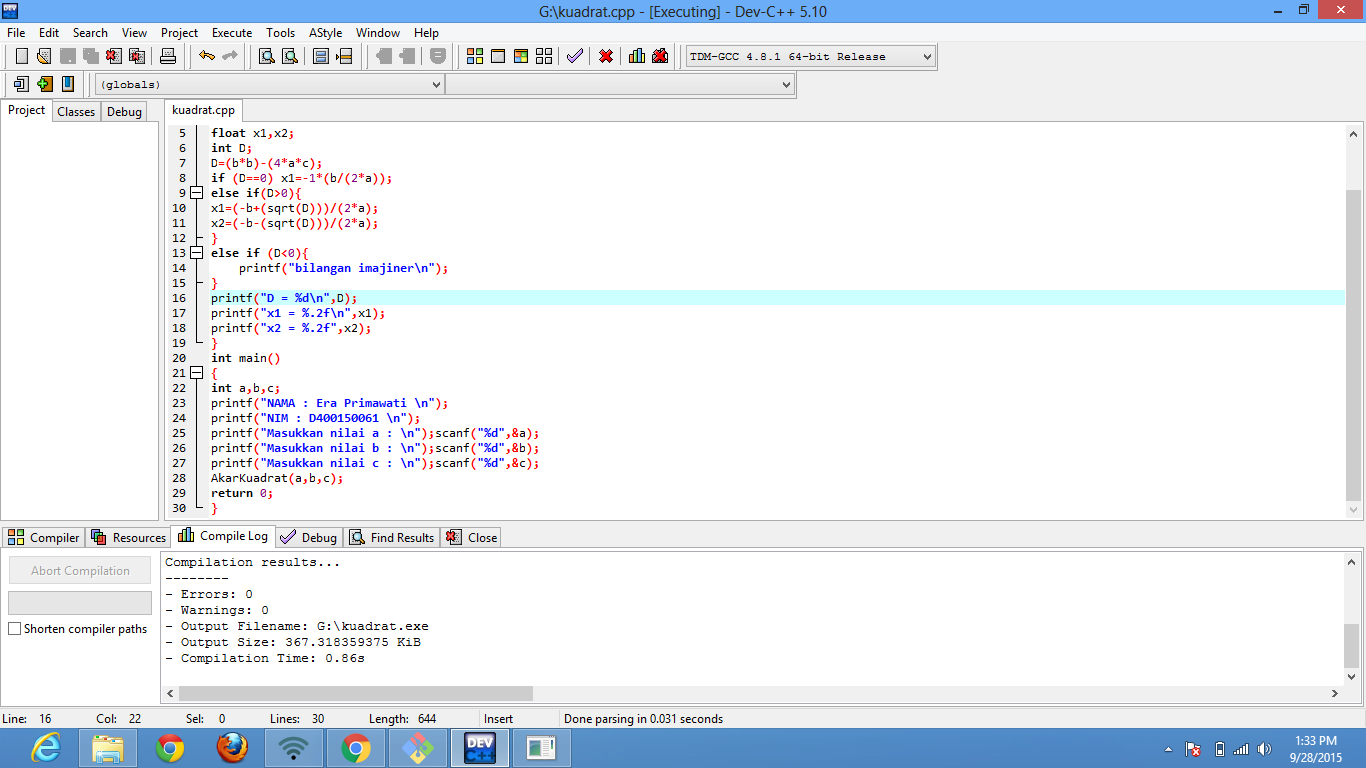 DEV
G:\kuadrat.cpp - [Executing] - Dev-C++ 5.10
File Edit Search View Project Execute Tools AStyle Window Help
TDM-GCC 4.8.1 64-bit Release
(globals)
Project Classes Debug
kuadrat.cpp
5 float x1,x2;
6 int D;
7 D=(b*b)-(4*a*c);
8 if (D==0) x1=-1*(b/(2*a));
9 else if(D>0){
10 x1=(-b+(sqrt(D)))/(2*a);
11 x2=(-b-(sqrt(D)))/(2*a);
12 }
13 else if (D<0){
14 printf("bilangan imajiner\n");
15 }
16 printf("D = %d\n",D);
17 printf("x1 = %.2f\n",x1);
18 printf("x2 = %.2f",x2);
19 }
20 int main()
21 {
22 int a,b,c;
23 printf("NAMA : Era Primawati \n");
24 printf("NIM : D400150061 \n");
25 printf("Masukkan nilai a : \n");scanf("%d",&a);
26 printf("Masukkan nilai b : \n");scanf("%d",&b);
27 printf("Masukkan nilai c : \n");scanf("%d",&c);
28 AkarKuadrat(a,b,c);
29 return 0;
30 }
Compiler Resources Compile Log Debug Find Results Close
Abort Compilation
Shorten compiler paths
Compilation results...
--------
- Errors: 0
- Warnings: 0
- Output Filename: G:\kuadrat.exe
- Output Size: 367.318359375 KiB
- Compilation Time: 0.86s
Line: 16 Col: 22 Sel: 0 Lines: 30 Length: 644 Insert Done parsing in 0.031 seconds
DEV
C++
1:33 PM
9/28/2015